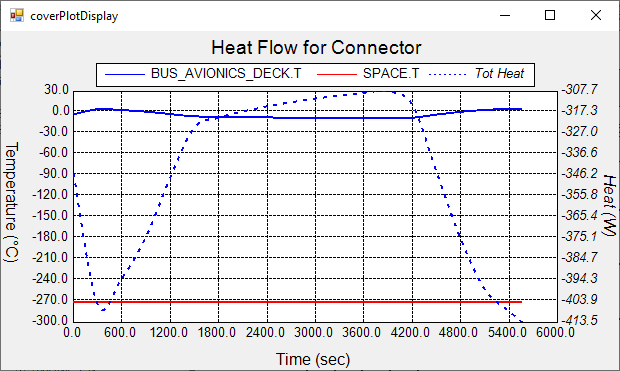 coverPlotDisplay
Heat Flow for Connector
BUS_AVIONICS_DECK.T SPACE.T Tot Heat
30.0 -307.7
0.0 -317.3
-30.0 -327.0
-60.0 -336.6
-90.0 -346.2
-120.0 -355.8
-150.0 -365.4
-180.0 -375.1
-210.0 -384.7
-240.0 -394.3
-270.0 -403.9
-300.0 -413.5
Temperature (°C)
Heat (W)
0.0 600.0 1200.0 1800.0 2400.0 3000.0 3600.0 4200.0 4800.0 5400.0 6000.0
Time (sec)